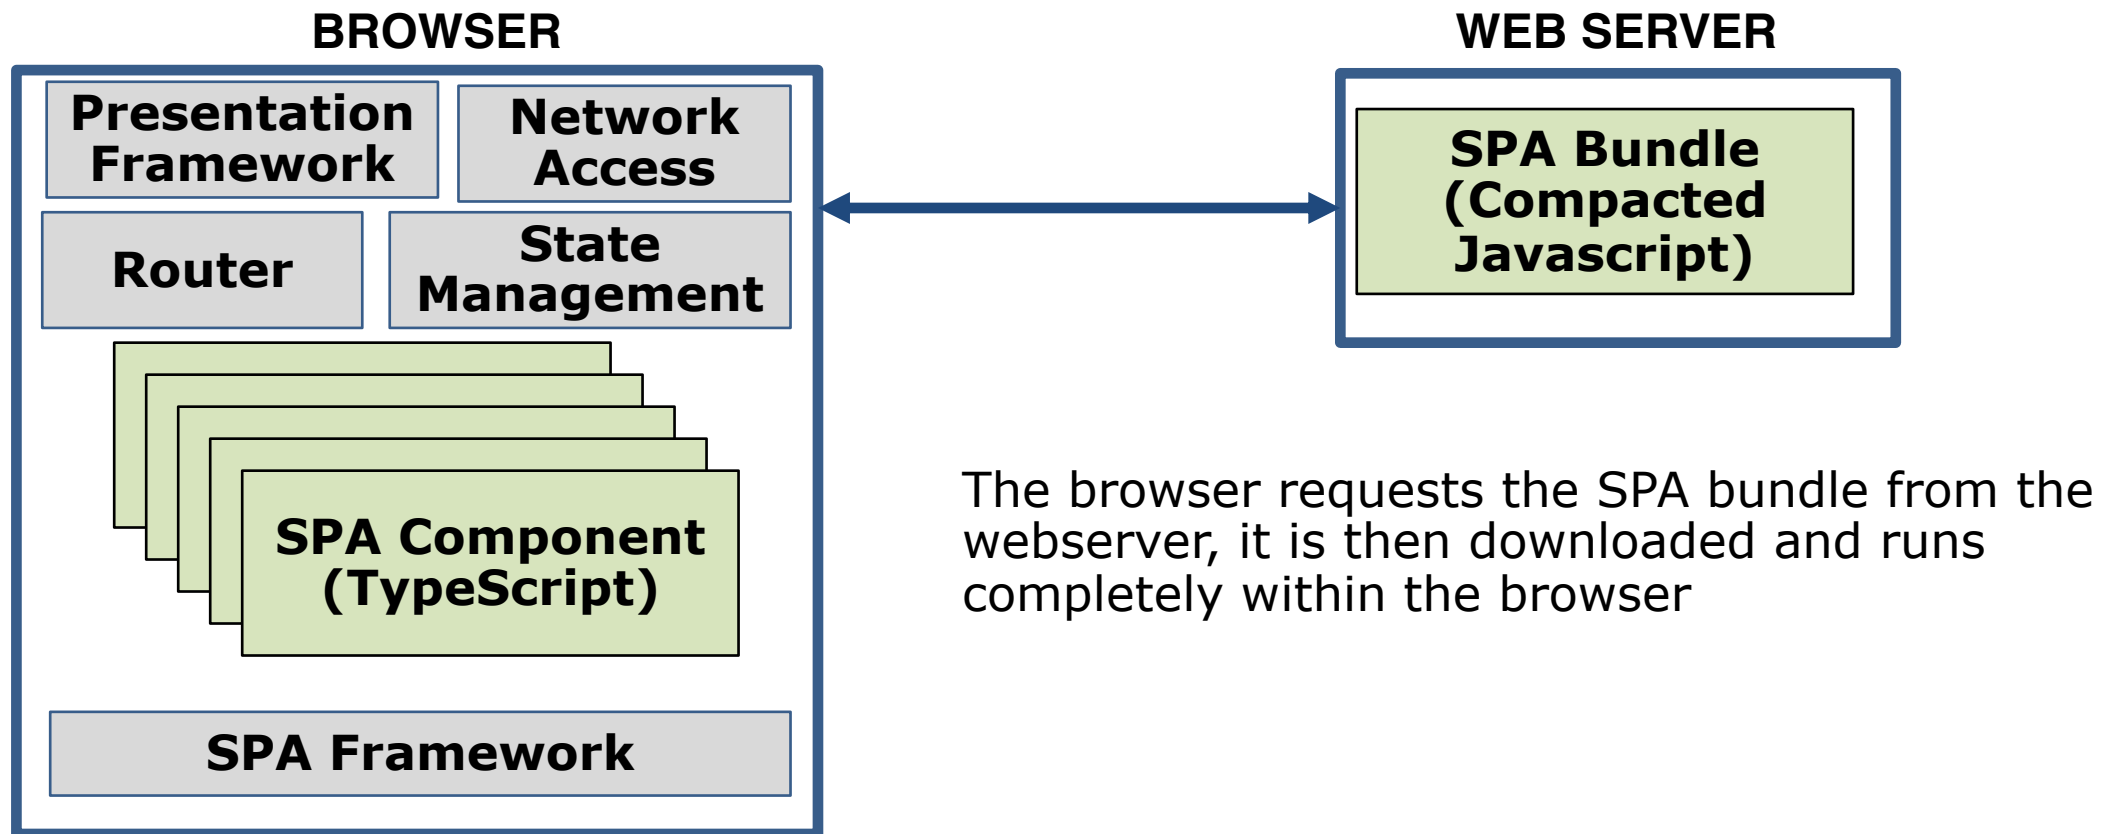 BROWSER
WEB SERVER
Presentation
Framework
Network
Access
Router
State
Management
SPA Component
(TypeScript)
SPA Framework
SPA Bundle
(Compacted
Javascript)
The browser requests the SPA bundle from the
webserver, it is then downloaded and runs
completely within the browser